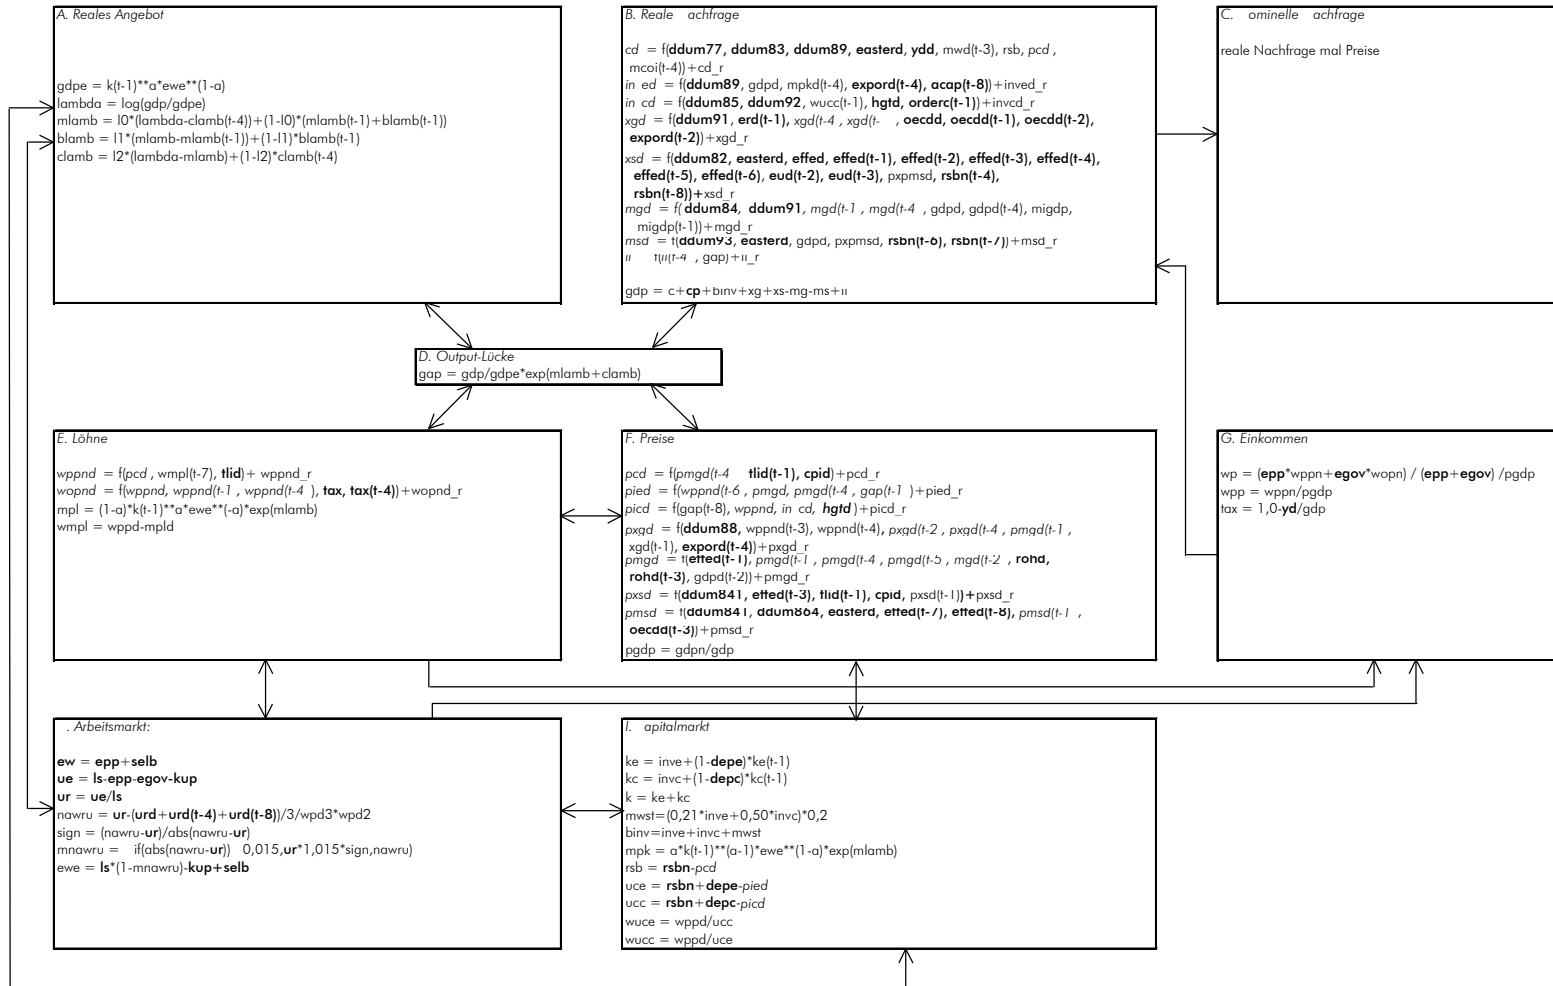 A. Reales Angebot
gdpe = k(t-1)**a*ewe**(1-a)
lambda = log(gdp/gdpe)
mlamb = l0*(lambda-clamb(t-4))+(1-l0)*(mlamb(t-1)+blamb(t-1))
blamb = l1*(mlamb-mlamb(t-1))+(1-l1)*blamb(t-1)
clamb = l2*(lambda-mlamb)+(1-l2)*clamb(t-4)
B. Reale achfrage
cd = f(ddum77, ddum83, ddum89, easterd, ydd, mwd(t-3), rsb, pcd ,
mcoi(t-4))+cd_r
in ed = f(ddum89, gdpd, mpkd(t-4), expord(t-4), acap(t-8))+inved_r
in cd = f(ddum85, ddum92, wucc(t-1), hgtd, orderc(t-1))+invcd_r
xgd = f(ddum91, erd(t-1), xgd(t-4 , xgd(t- , oecdd, oecdd(t-1), oecdd(t-2),
expord(t-2))+xgd_r
xsd = f(ddum82, easterd, effed, effed(t-1), effed(t-2), effed(t-3), effed(t-4),
effed(t-5), effed(t-6), eud(t-2), eud(t-3), pxpmsd, rsbn(t-4),
rsbn(t-8))+xsd_r
mgd = f( ddum84, ddum91, mgd(t-1 , mgd(t-4 , gdpd, gdpd(t-4), migdp,
migdp(t-1))+mgd_r
msd = f(ddum93, easterd, gdpd, pxpmsd, rsbn(t-6), rsbn(t-7))+msd_r
ii f(ii(t-4 , gap)+ii_r
gdp = c+cp+binv+xg+xs-mg-ms+ii
C. ominelle achfrage
reale Nachfrage mal Preise
D. Output-Lücke
gap = gdp/gdpe*exp(mlamb+clamb)
E. Löhne
wppnd = f(pcd , wmpl(t-7), tlid)+ wppnd_r
wopnd = f(wppnd, wppnd(t-1 , wppnd(t-4 ), tax, tax(t-4))+wopnd_r
mpl = (1-a)*k(t-1)**a*ewe**(-a)*exp(mlamb)
wmpl = wppd-mpld
F. Preise
pcd = f(pmgd(t-4 tlid(t-1), cpid)+pcd_r
pied = f(wppnd(t-6 , pmgd, pmgd(t-4 , gap(t-1 )+pied_r
picd = f(gap(t-8), wppnd, in cd, hgtd )+picd_r
pxgd = f(ddum88, wppnd(t-3), wppnd(t-4), pxgd(t-2 , pxgd(t-4 , pmgd(t-1 ,
xgd(t-1), expord(t-4))+pxgd_r
pmgd = f(effed(t-1), pmgd(t-1 , pmgd(t-4 , pmgd(t-5 , mgd(t-2 , rohd,
rohd(t-3), gdpd(t-2))+pmgd_r
pxsd = f(ddum841, effed(t-3), tlid(t-1), cpid, pxsd(t-1))+pxsd_r
pmsd = f(ddum841, ddum864, easterd, effed(t-7), effed(t-8), pmsd(t-1 ,
oecdd(t-3))+pmsd_r
pgdp = gdpn/gdp
G. Einkommen
wp = (epp*wppn+egov*wopn) / (epp+egov) /pgdp
wpp = wppn/pgdp
tax = 1,0-yd/gdp
. Arbeitsmarkt:
ew = epp+selb
ue = ls-epp-egov-kup
ur = ue/ls
nawru = ur-(urd+urd(t-4)+urd(t-8))/3/wpd3*wpd2
sign = (nawru-ur)/abs(nawru-ur)
mnawru = if(abs(nawru-ur)) 0,015,ur*1,015*sign,nawru)
ewe = ls*(1-mnawru)-kup+selb
I. apitalmarkt
ke = inve+(1-depe)*ke(t-1)
kc = invc+(1-depc)*kc(t-1)
k = ke+kc
mwst=(0,21*inve+0,50*invc)*0,2
binv=inve+invc+mwst
mpk = a*k(t-1)**(a-1)*ewe**(1-a)*exp(mlamb)
rsb = rsbn-pcd
uce = rsbn+depe-pied
ucc = rsbn+depc-picd
wuce = wppd/ucc
wucc = wppd/uce